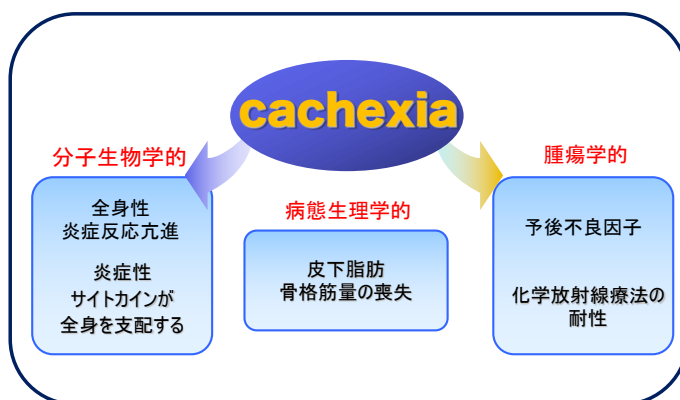 cachexia
分子生物学的
全身性
炎症反応亢進
炎症性
サイトカインが
全身を支配する
病態生理学的
皮下脂肪
骨格筋量の喪失
腫瘍学的
予後不良因子
化学放射線療法の
耐性